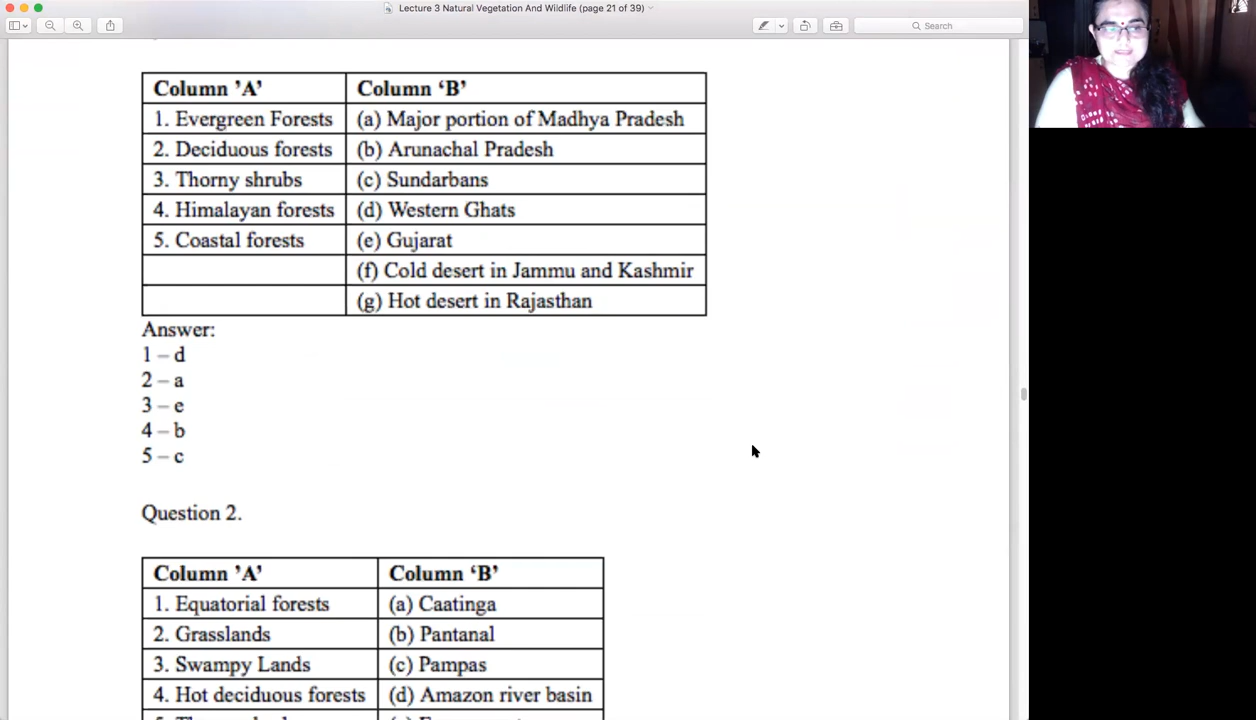 Lecture 3 Natural Vegetation And Wildlife (page 21 of 39)
Search
Column ’A’ Column ‘B’
1. Evergreen Forests (a) Major portion of Madhya Pradesh
2. Deciduous forests (b) Arunachal Pradesh
3. Thorny shrubs (c) Sundarbans
4. Himalayan forests (d) Western Ghats
5. Coastal forests (e) Gujarat
(f) Cold desert in Jammu and Kashmir
(g) Hot desert in Rajasthan
Answer:
1 – d
2 – a
3 – e
4 – b
5 – c
Question 2.
Column ’A’ Column ‘B’
1. Equatorial forests (a) Caatinga
2. Grasslands (b) Pantanal
3. Swampy Lands (c) Pampas
4. Hot deciduous forests (d) Amazon river basin